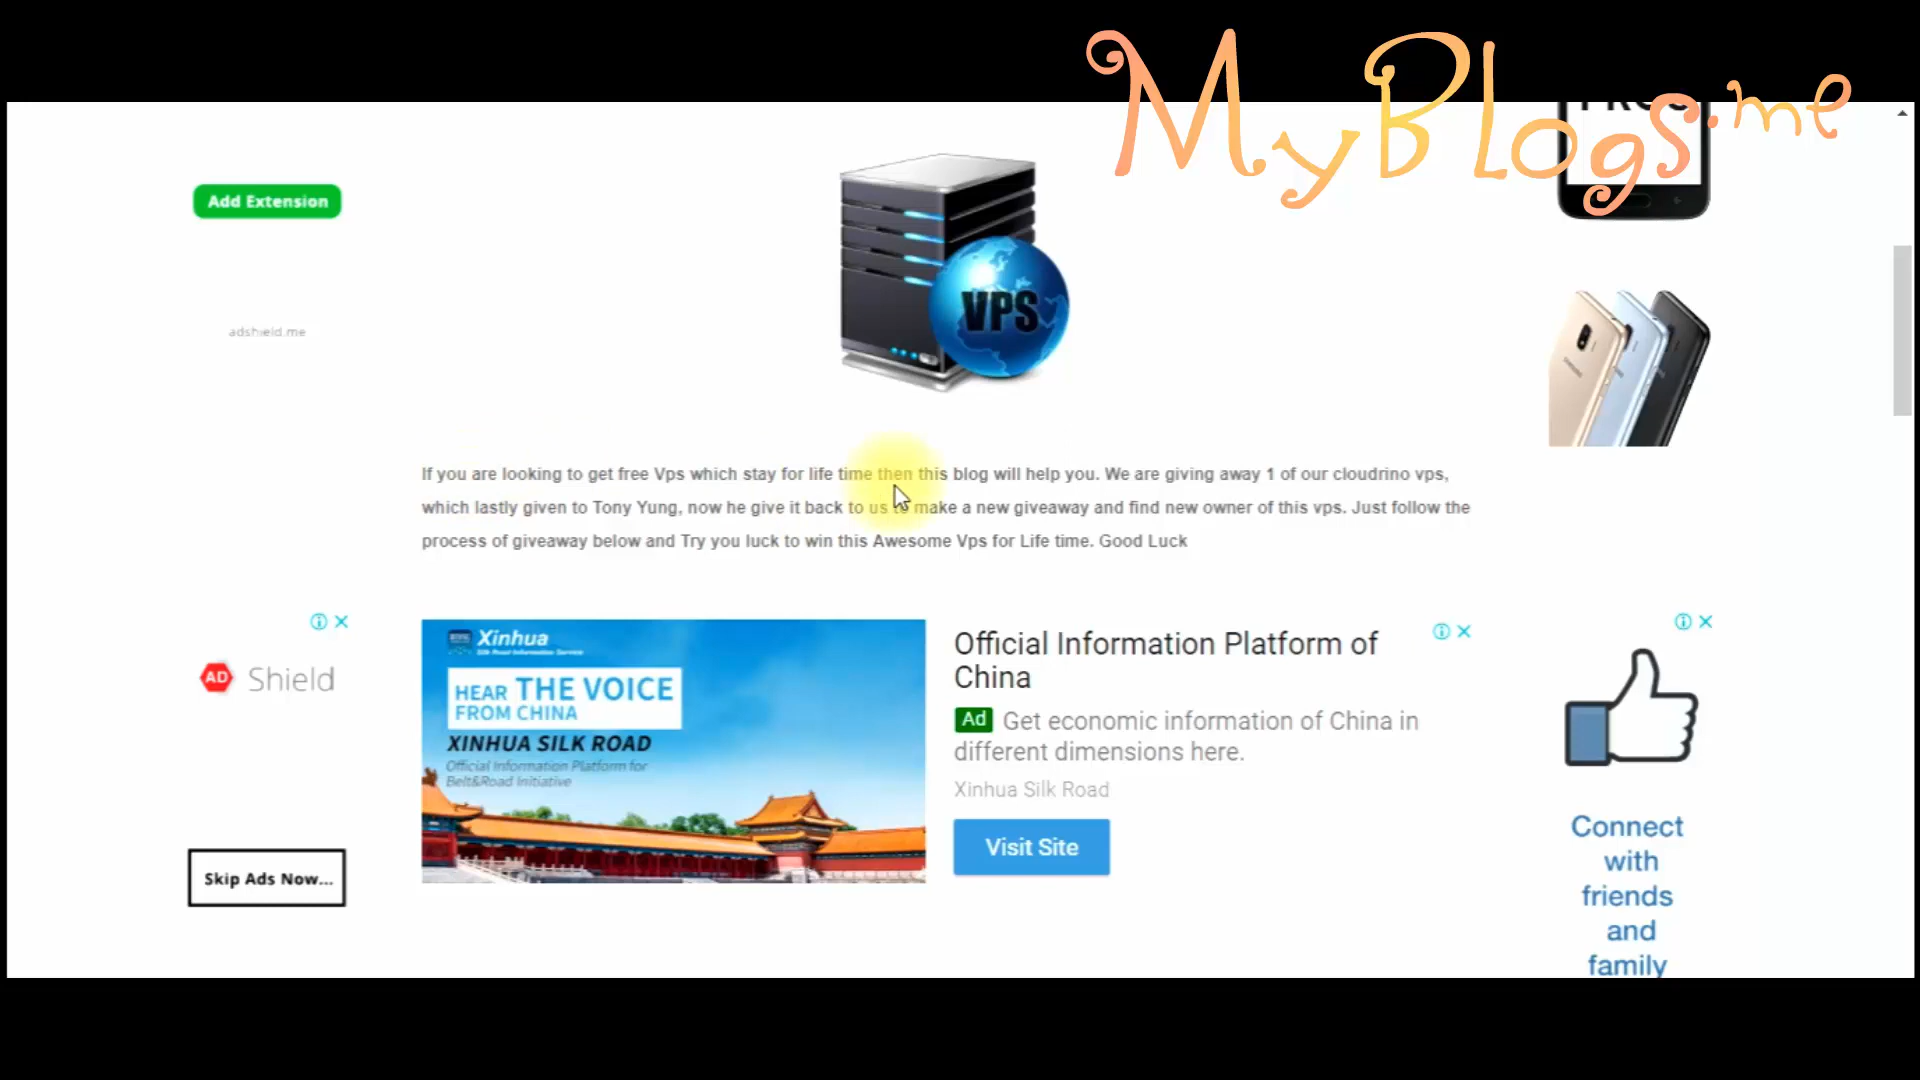 MyBlogs.me
Add Extension
adshield.me
VPS
If you are looking to get free Vps which stay for life time then this blog will help you. We are giving away 1 of our cloudrino vps,
which lastly given to Tony Yung, now he give it back to us to make a new giveaway and find new owner of this vps. Just follow the
process of giveaway below and Try you luck to win this Awesome Vps for Life time. Good Luck
AD Shield
Skip Ads Now...
Xinhua
Silk Road Information Service
HEAR THE VOICE
FROM CHINA
XINHUA SILK ROAD
Official Information Platform for
Belt&Road Initiative
Official Information Platform of
China
Ad Get economic information of China in
different dimensions here.
Xinhua Silk Road
Visit Site
Connect
with
friends
and
family